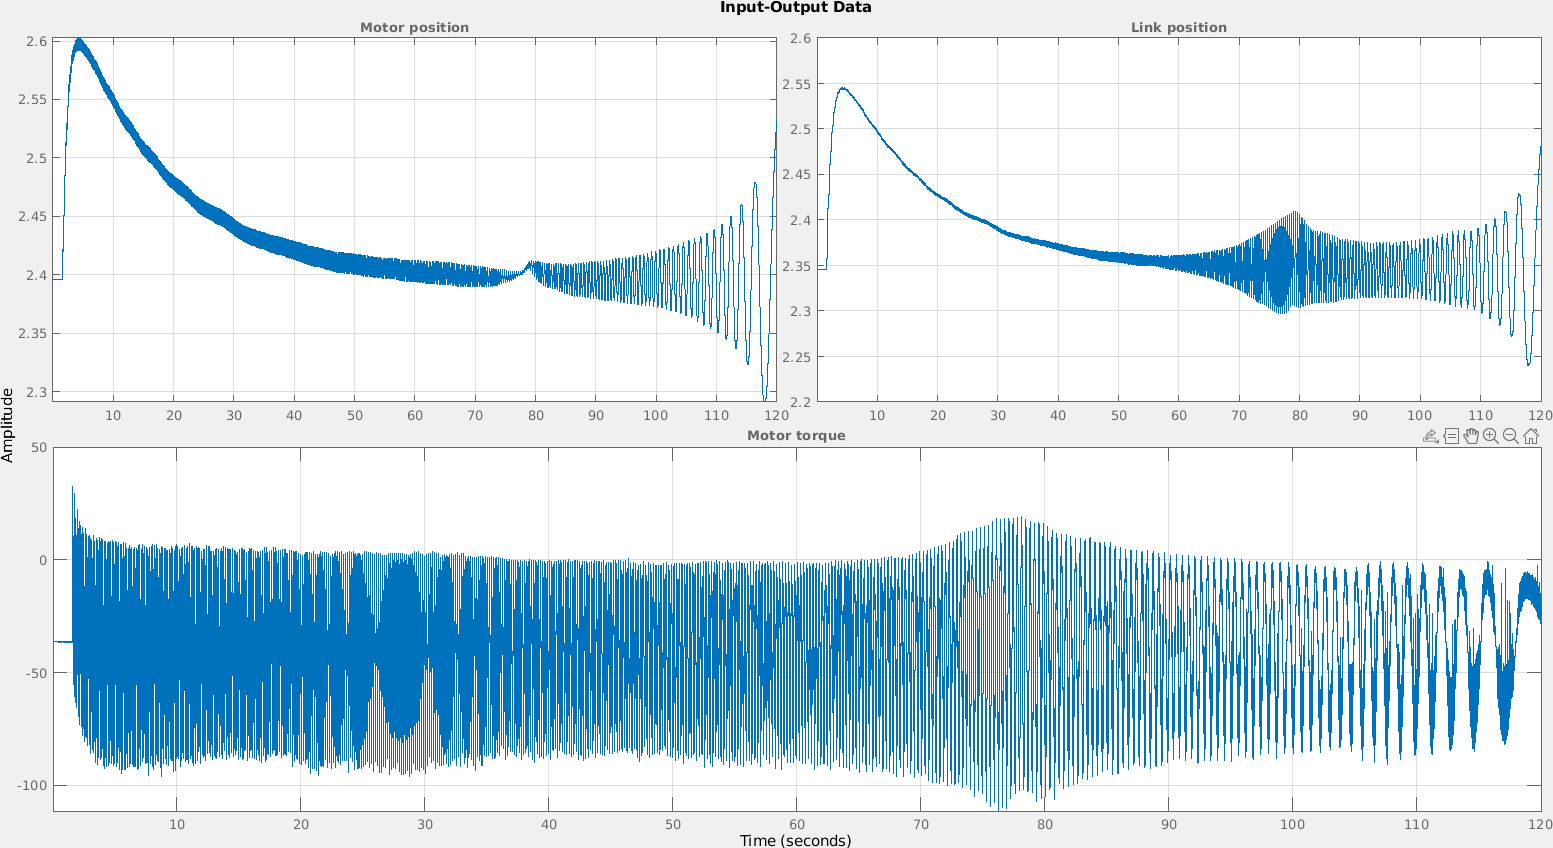 Input-Output Data
Motor position
Link position
2.6
2.55
2.5
2.45
2.4
2.35
2.3
10 20 30 40 50 60 70 80 90 100 110 120
2.6
2.55
2.5
2.45
2.4
2.35
2.3
2.25
2.2
10 20 30 40 50 60 70 80 90 100 110 120
Amplitude
Motor torque
50
0
-50
-100
10 20 30 40 50 60 70 80 90 100 110 120
Time (seconds)